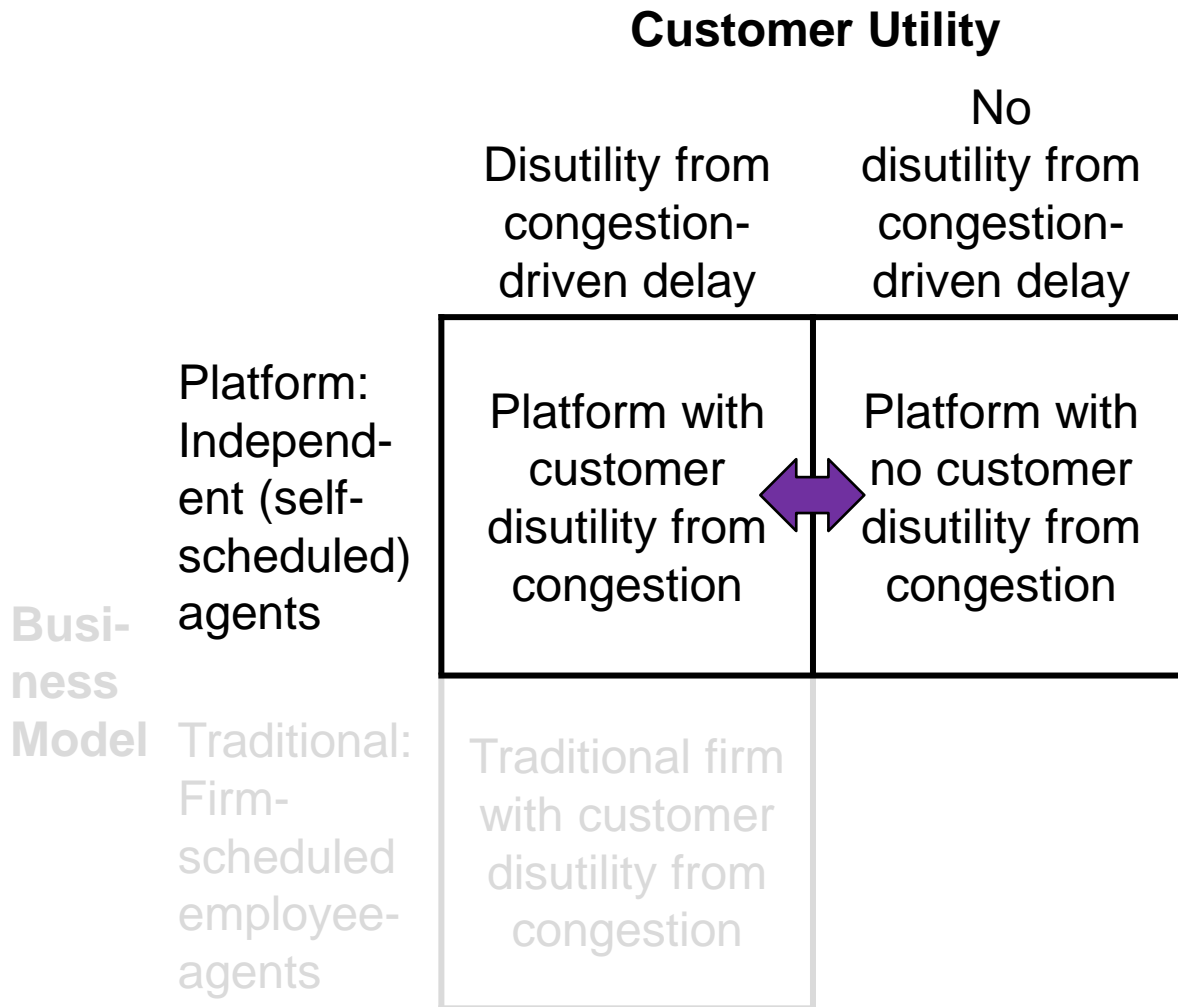 Customer Utility
Disutility from
congestion-
driven delay
No
disutility from
congestion-
driven delay
Platform:
Independ-
ent (self-
scheduled)
agents
Platform with
customer
disutility from
congestion
Platform with
no customer
disutility from
congestion
Busi-
ness
Model
Traditional:
Firm-
scheduled
employee-
agents
Traditional firm
with customer
disutility from
congestion